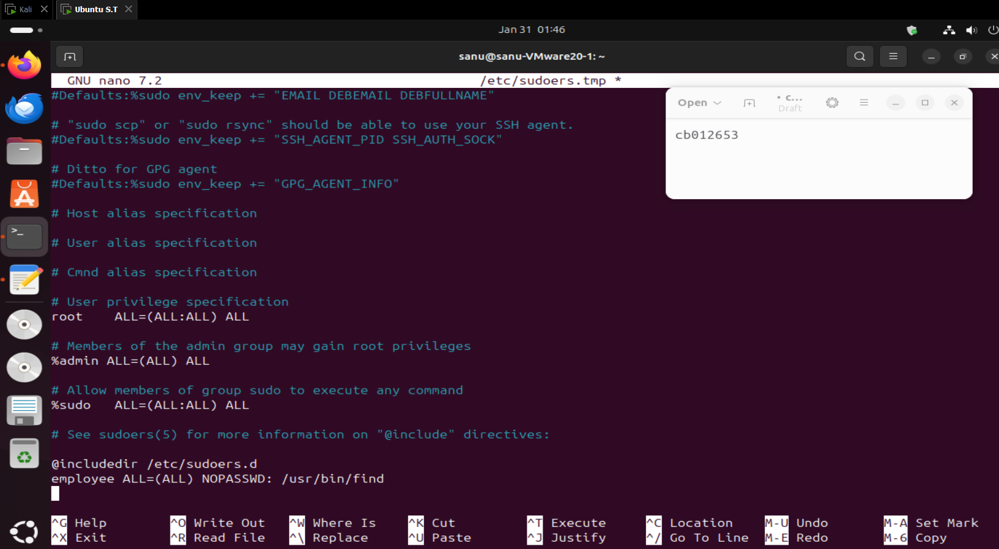 Kali
Ubuntu S.T
Jan 31 01:46
sanu@sanu-VMware20-1: ~
GNU nano 7.2 /etc/sudoers.tmp *
#Defaults:%sudo env_keep += "EMAIL DEBEMAIL DEBFULLNAME"
# "sudo scp" or "sudo rsync" should be able to use your SSH agent.
#Defaults:%sudo env_keep += "SSH_AGENT_PID SSH_AUTH_SOCK"
# Ditto for GPG agent
#Defaults:%sudo env_keep += "GPG_AGENT_INFO"
# Host alias specification
# User alias specification
# Cmnd alias specification
# User privilege specification
root ALL=(ALL:ALL) ALL
# Members of the admin group may gain root privileges
%admin ALL=(ALL) ALL
# Allow members of group sudo to execute any command
%sudo ALL=(ALL:ALL) ALL
# See sudoers(5) for more information on "@include" directives:
@includedir /etc/sudoers.d
employee ALL=(ALL) NOPASSWD: /usr/bin/find
Open
• c...
Draft
cb012653
^G Help ^O Write Out ^W Where Is ^K Cut ^T Execute ^C Location M-U Undo M-A Set Mark
^X Exit ^R Read File ^\ Replace ^U Paste ^J Justify ^/ Go To Line M-E Redo M-6 Copy